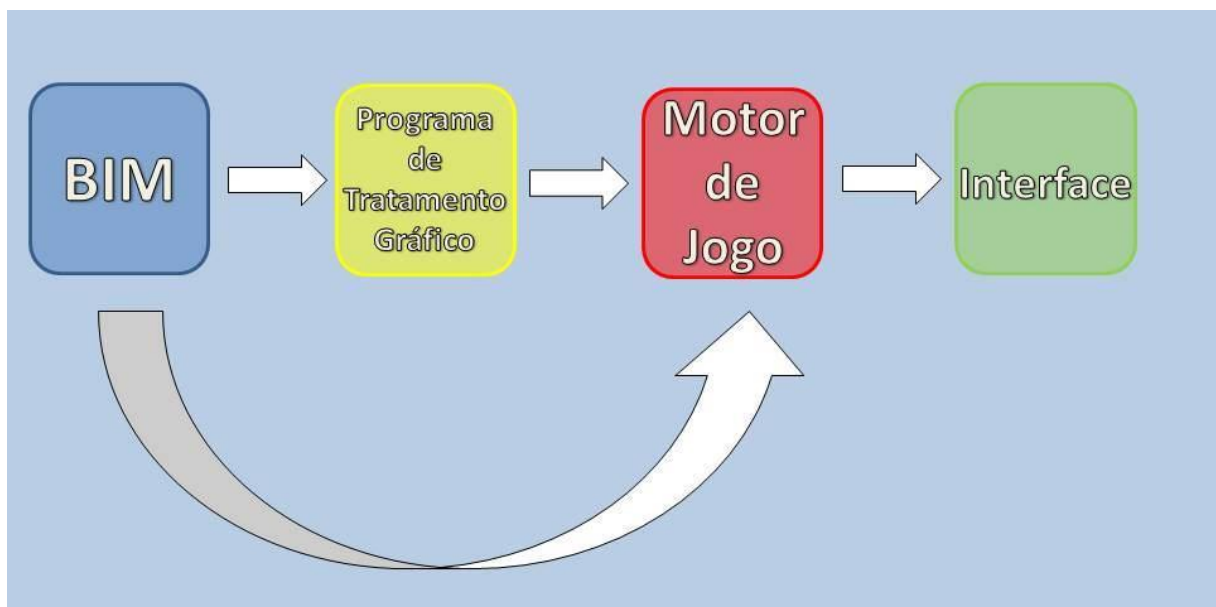 BIM
Programa
de
Tratamento
Gráfico
Motor
de
Jogo
Interface